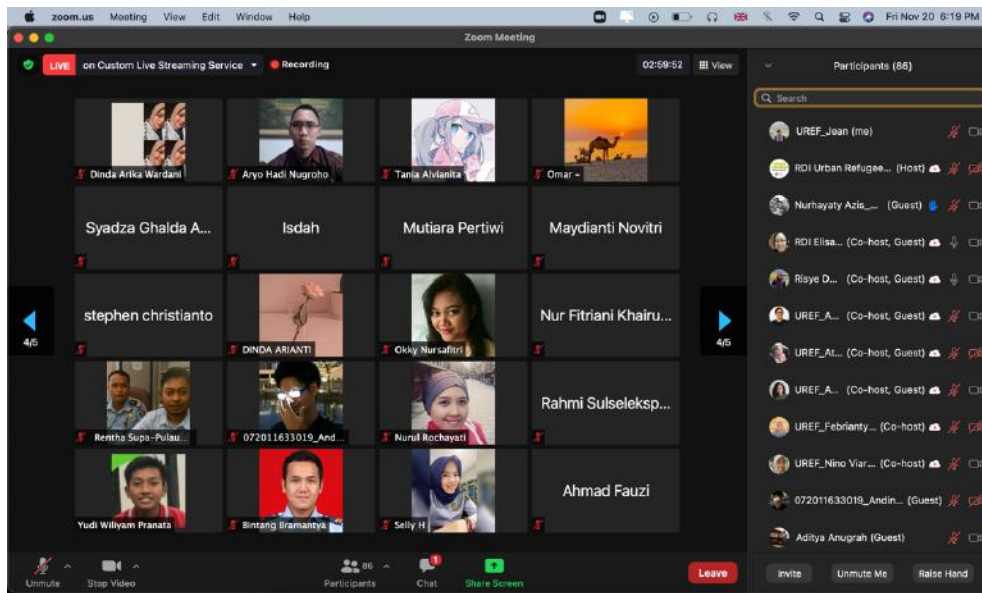 zoom.us Meeting View Edit Window Help Fri Nov 20 6:19 PM
Zoom Meeting
LIVE on Custom Live Streaming Service Recording 02:59:52 View
Participants (86)
Search
Dinda Arika Wardani Aryo Hadi Nugroho Tania Alvianita Omar ~
Syadza Ghalda A... Isdah Mutiara Pertiwi Maydianti Novitri
stephen christianto DINDA ARIANTI Okky Nursafitri Nur Fitriani Khairu...
4/5 4/5
Rentha Supa-Pulau... 072011633019_And... Nurul Rochayati Rahmi Sulseleksp...
Yudi Wiliyam Pranata Bintang Bramantya Selly H Ahmad Fauzi
UREF_Jean (me)
RDI Urban Refugee... (Host)
Nurhayaty Azis_... (Guest)
RDI Elisa... (Co-host, Guest)
Risye D... (Co-host, Guest)
UREF_A... (Co-host, Guest)
UREF_At... (Co-host, Guest)
UREF_A... (Co-host, Guest)
UREF_Febrianty... (Co-host)
UREF_Nino Viar... (Co-host)
072011633019_Andin... (Guest)
Aditya Anugrah (Guest)
Unmute Stop Video 86 Participants 1 Chat Share Screen Leave
Invite Unmute Me Raise Hand